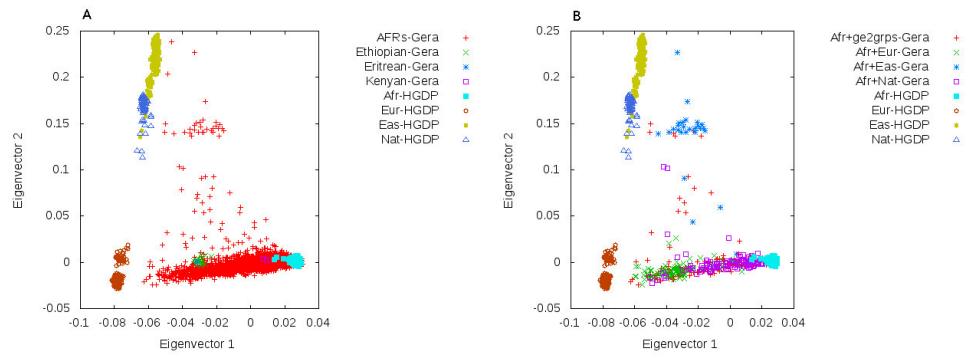 A
AFRs-Gera
Ethiopian-Gera
Eritrean-Gera
Kenyan-Gera
Afr-HGDP
Eur-HGDP
Eas-HGDP
Nat-HGDP
Eigenvector 2
0.25
0.2
0.15
0.1
0.05
0
-0.05
-0.1 -0.08 -0.06 -0.04 -0.02 0 0.02 0.04
Eigenvector 1
B
Afr+ge2grps-Gera
Afr+Eur-Gera
Afr+Eas-Gera
Afr+Nat-Gera
Afr-HGDP
Eur-HGDP
Eas-HGDP
Nat-HGDP
Eigenvector 2
0.25
0.2
0.15
0.1
0.05
0
-0.05
-0.1 -0.08 -0.06 -0.04 -0.02 0 0.02 0.04
Eigenvector 1